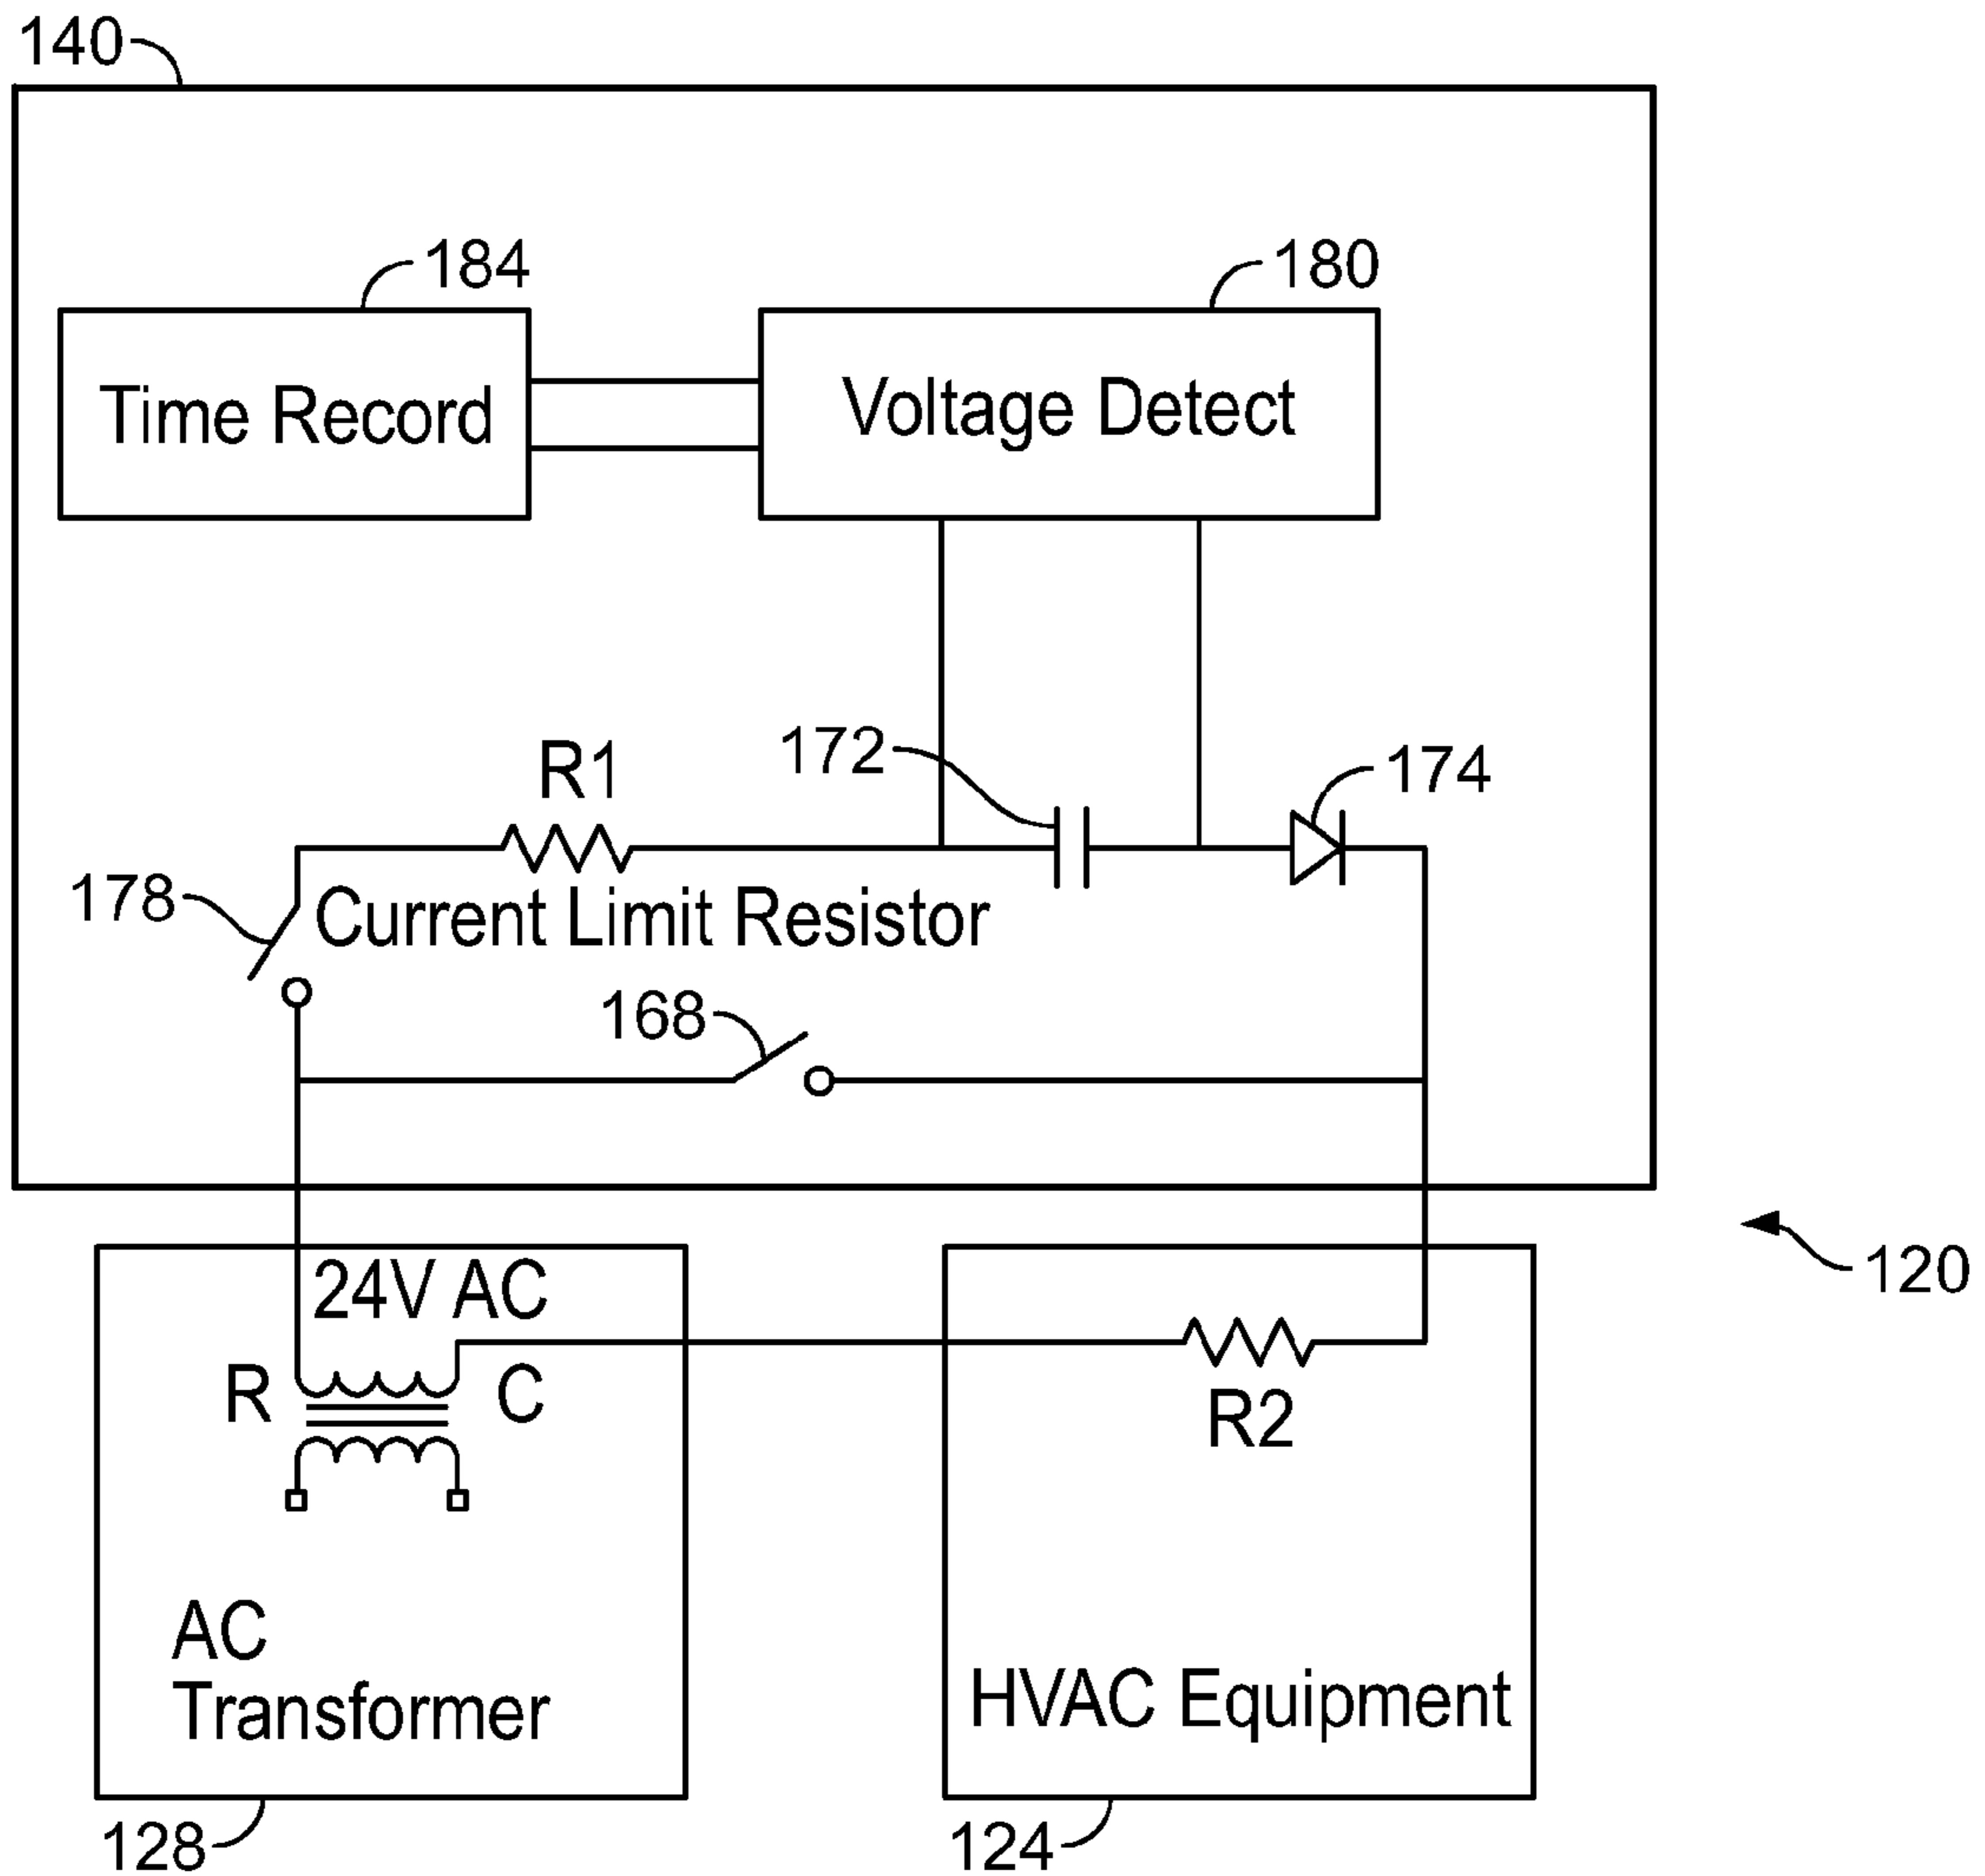 140
184
180
Time Record
Voltage Detect
172
174
R1
178
Current Limit Resistor
168
120
24V AC
R
C
R2
AC
Transformer
HVAC Equipment
128
124